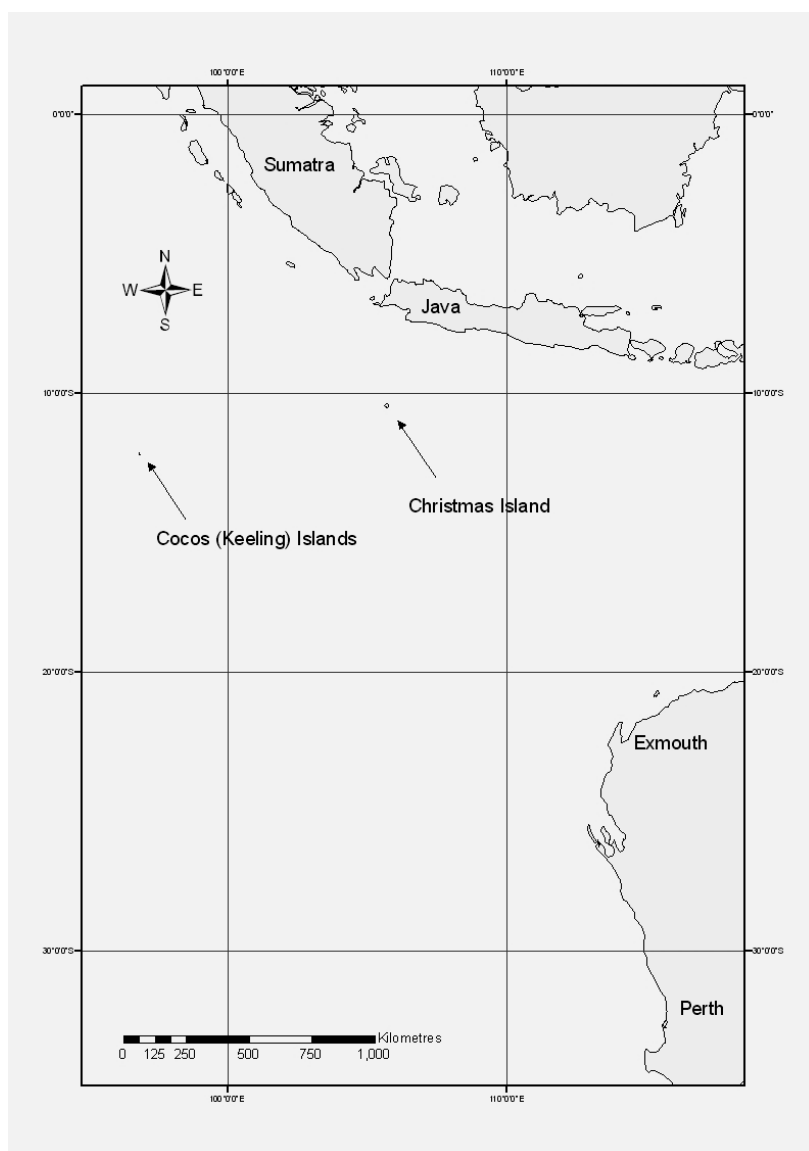 100°0'0"E 110°0'0"E
0°0'0" 0°0'0"
Sumatra
N
W E
S
Java
10°0'0"S 10°0'0"S
Christmas Island
Cocos (Keeling) Islands
20°0'0"S 20°0'0"S
Exmouth
30°0'0"S 30°0'0"S
Perth
Kilometres
0 125 250 500 750 1,000
100°0'0"E 110°0'0"E